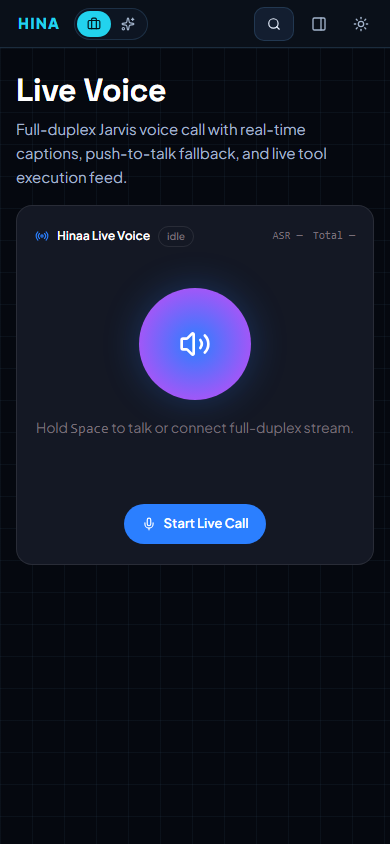 HINA
Live Voice
Full-duplex Jarvis voice call with real-time
captions, push-to-talk fallback, and live tool
execution feed.
Hinaa Live Voice idle ASR — Total —
Hold Space to talk or connect full-duplex stream.
Start Live Call